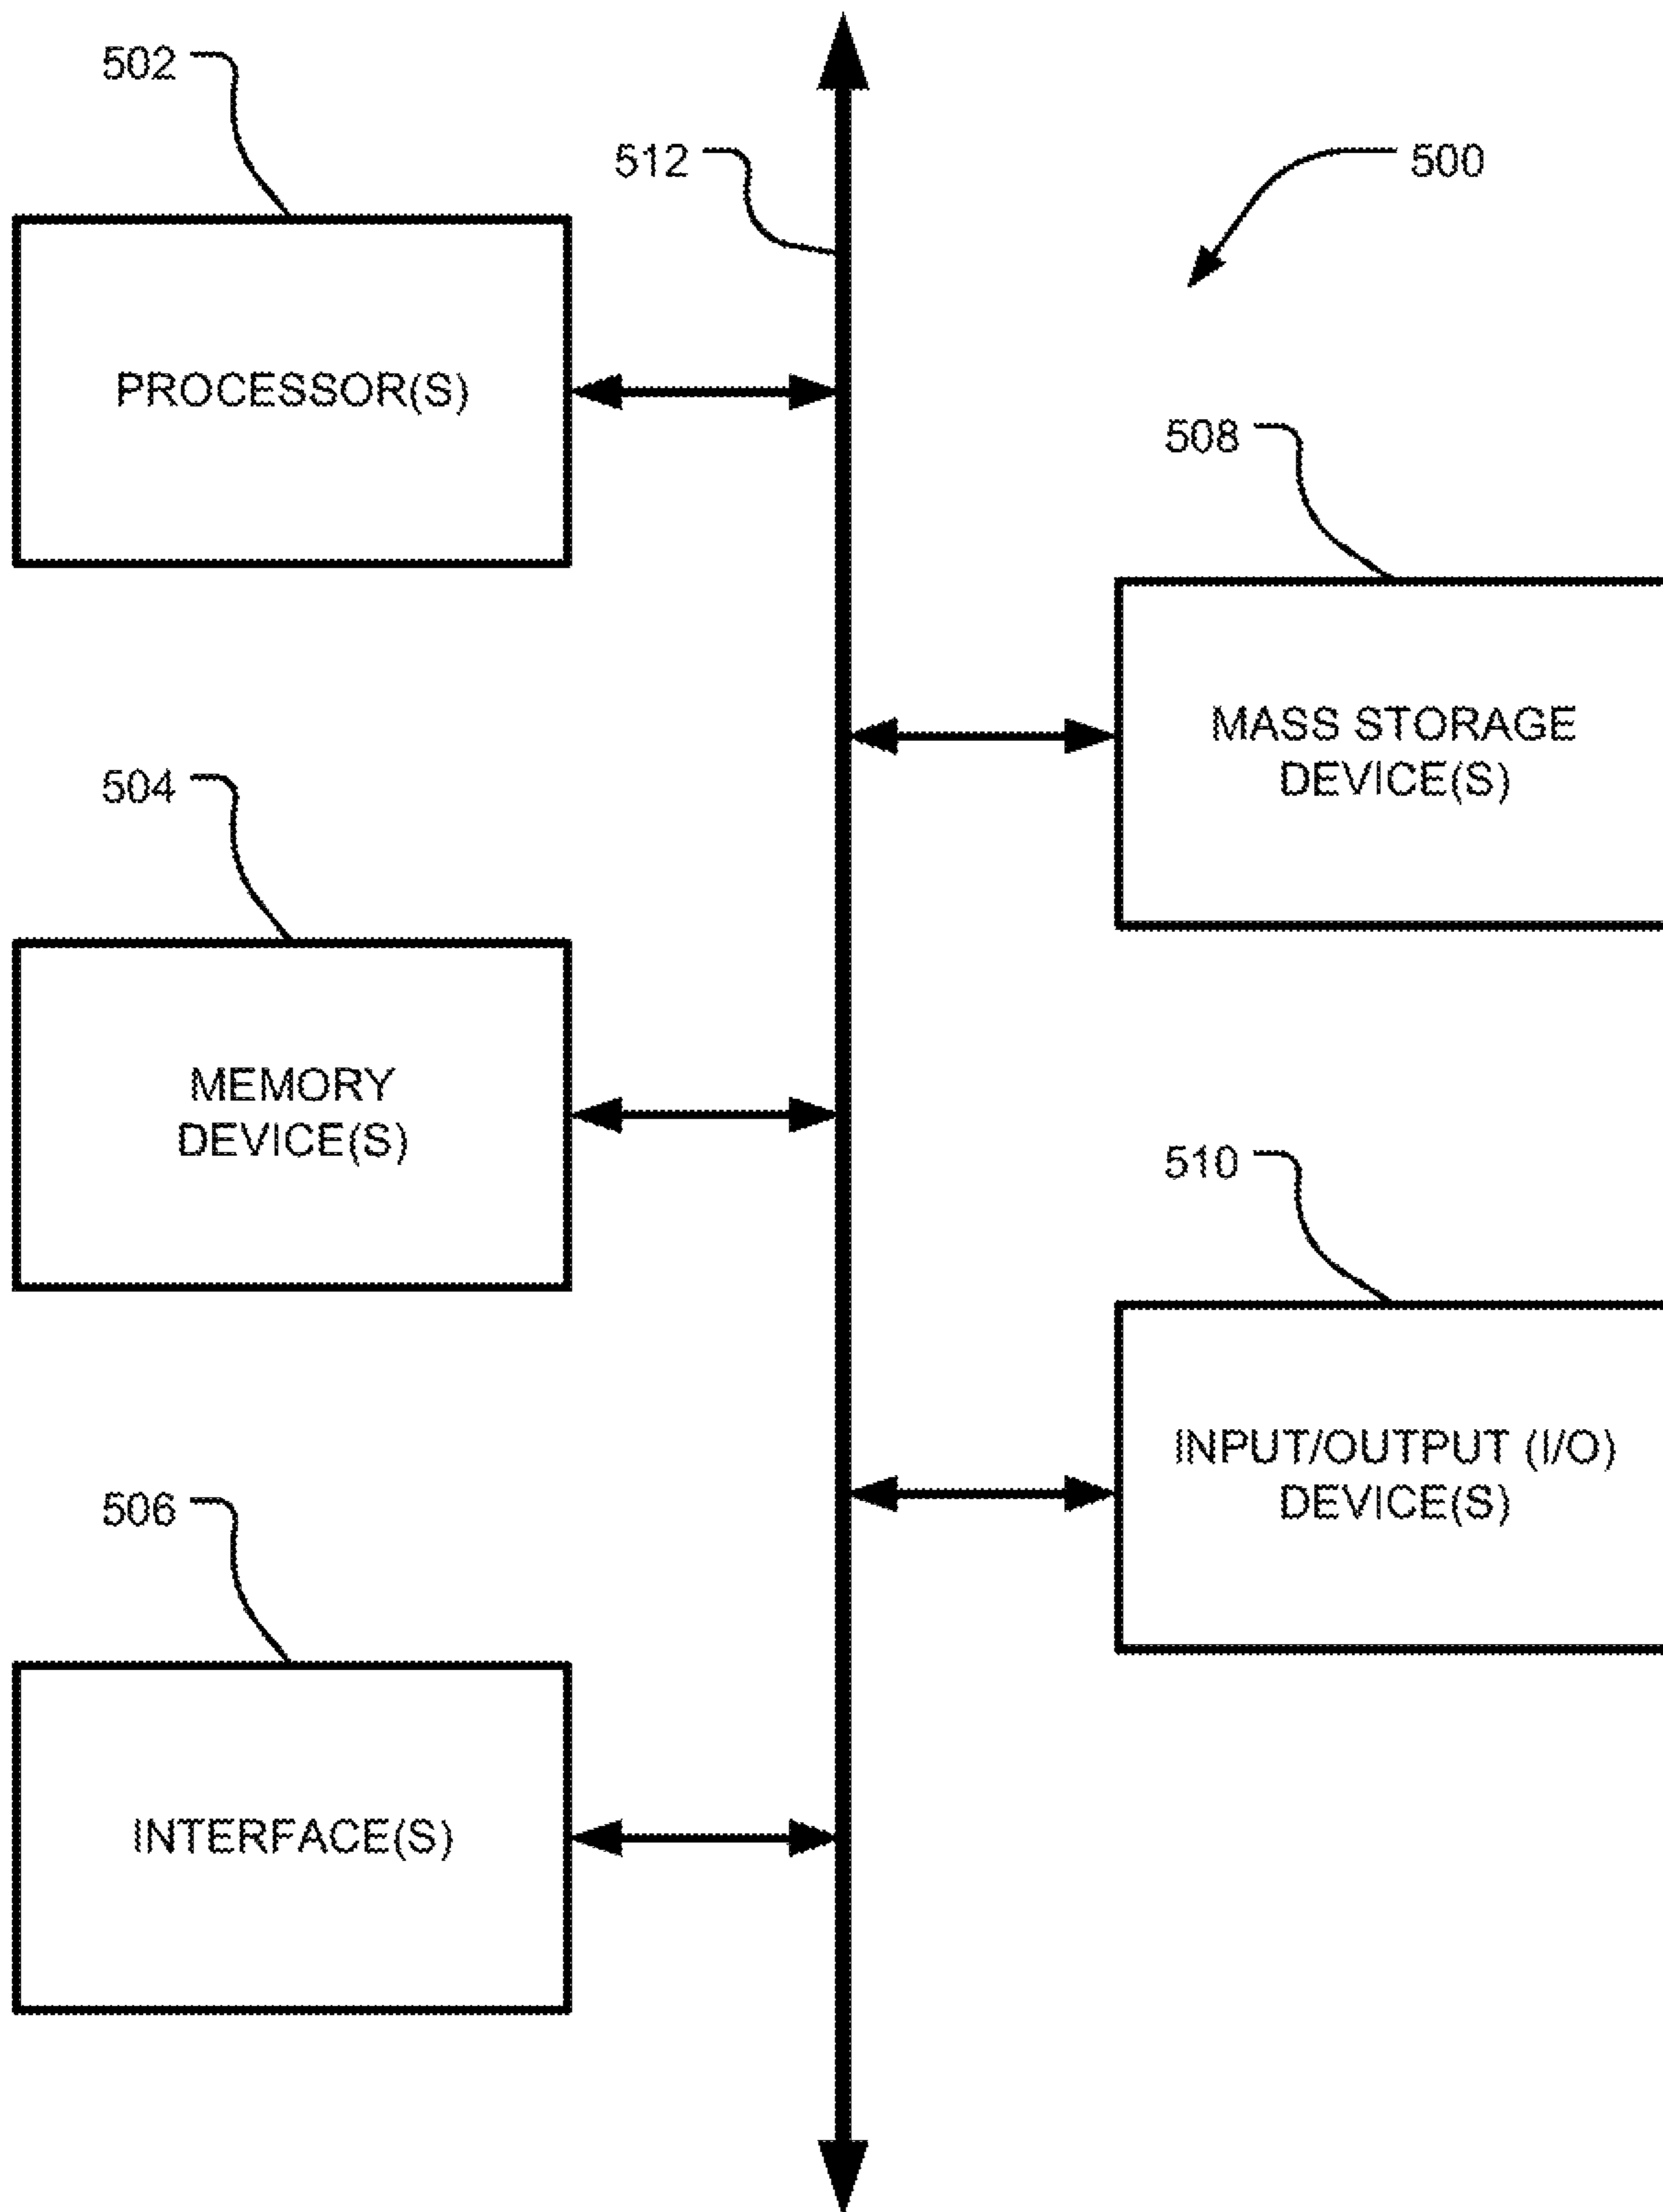 502
512
500
PROCESSOR(S)
508
MASS STORAGE
DEVICE(S)
504
MEMORY
DEVICE(S)
510
INPUT/OUTPUT (I/O)
DEVICE(S)
506
INTERFACE(S)